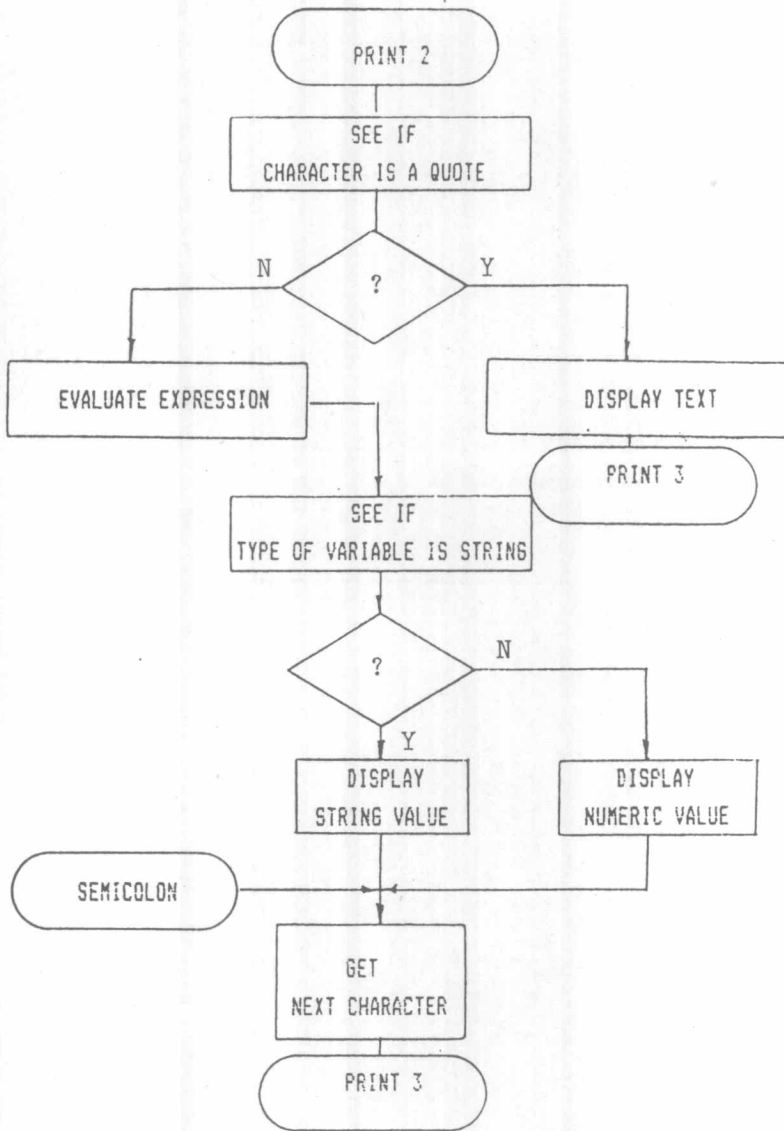 PRINT 2
SEE IF
CHARACTER IS A QUOTE
N
?
Y
EVALUATE EXPRESSION
DISPLAY TEXT
PRINT 3
SEE IF
TYPE OF VARIABLE IS STRING
?
N
Y
DISPLAY
STRING VALUE
DISPLAY
NUMERIC VALUE
SEMICOLON
GET
NEXT CHARACTER
PRINT 3